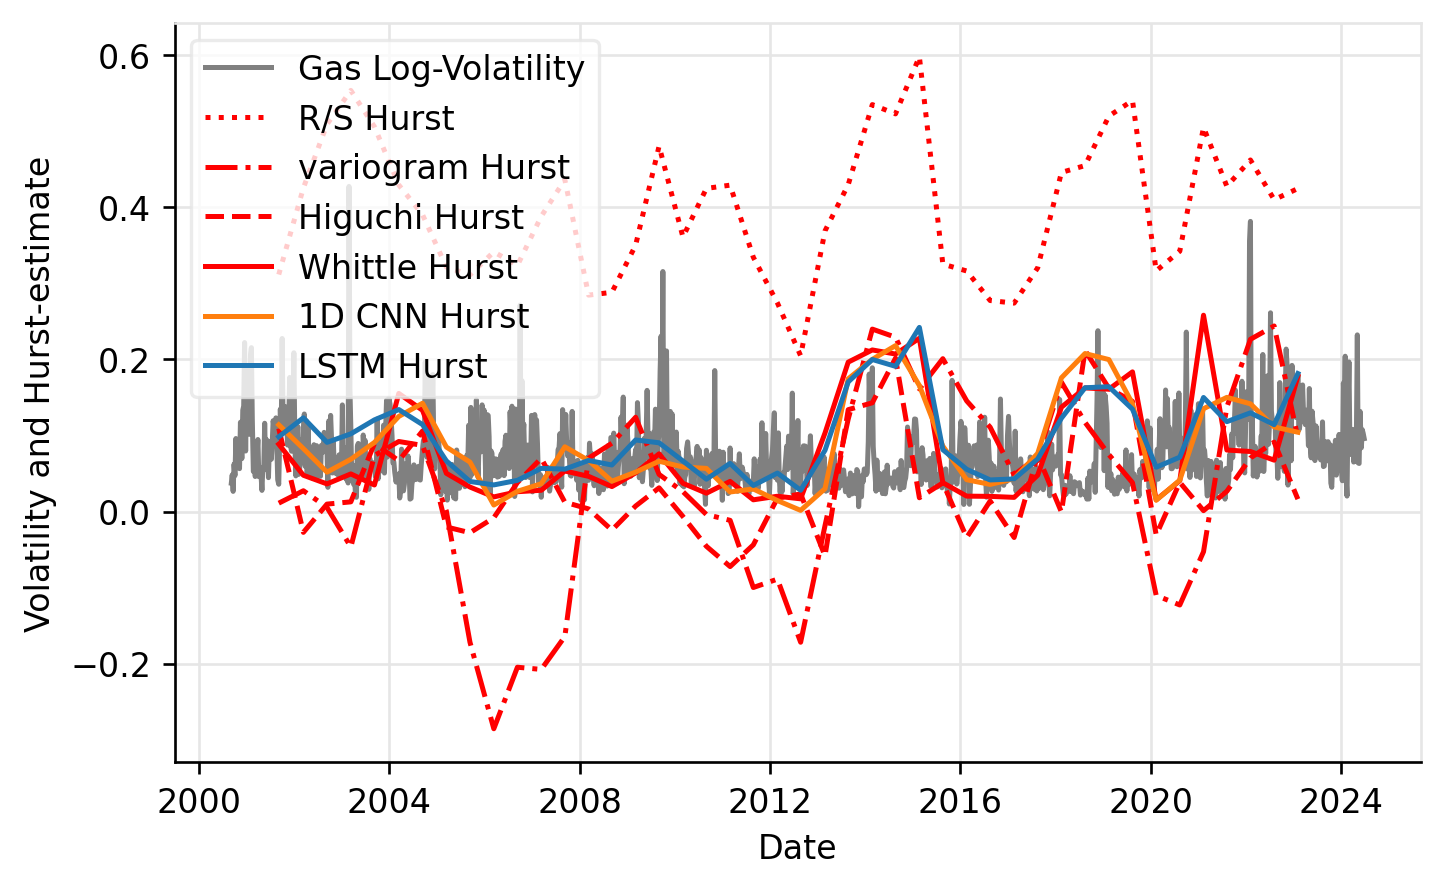 Gas Log-Volatility
R/S Hurst
variogram Hurst
Higuchi Hurst
Whittle Hurst
1D CNN Hurst
LSTM Hurst
Volatility and Hurst-estimate
0.6
0.4
0.2
0.0
−0.2
2000 2004 2008 2012 2016 2020 2024
Date